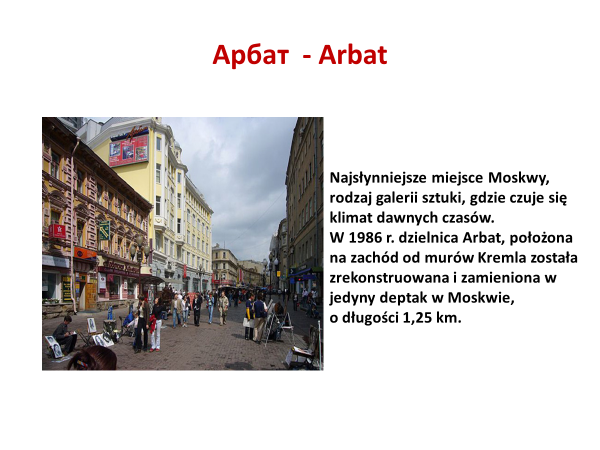 Арбат - Arbat
Najsłynniejsze miejsce Moskwy,
rodzaj galerii sztuki, gdzie czuje się
klimat dawnych czasów.
W 1986 r. dzielnica Arbat, położona
na zachód od murów Kremla została
zrekonstruowana i zamieniona w
jedyny deptak w Moskwie,
o długości 1,25 km.